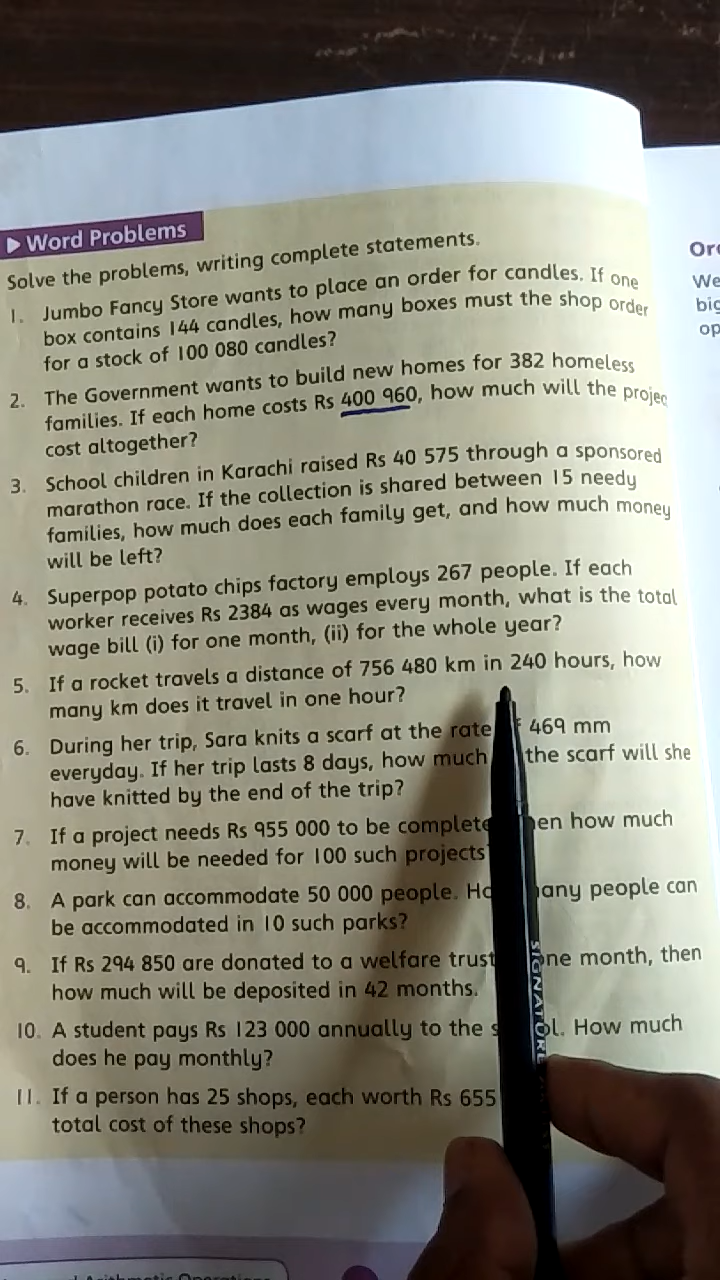 ▶ Word Problems
Solve the problems, writing complete statements.
1. Jumbo Fancy Store wants to place an order for candles. If one
box contains 144 candles, how many boxes must the shop order
for a stock of 100 080 candles?
2. The Government wants to build new homes for 382 homeless
families. If each home costs Rs 400 960, how much will the projec
cost altogether?
3. School children in Karachi raised Rs 40 575 through a sponsored
marathon race. If the collection is shared between 15 needy
families, how much does each family get, and how much money
will be left?
4. Superpop potato chips factory employs 267 people. If each
worker receives Rs 2384 as wages every month, what is the total
wage bill (i) for one month, (ii) for the whole year?
5. If a rocket travels a distance of 756 480 km in 240 hours, how
many km does it travel in one hour?
6. During her trip, Sara knits a scarf at the rate 469 mm
everyday. If her trip lasts 8 days, how much the scarf will she
have knitted by the end of the trip?
7. If a project needs Rs 955 000 to be complete en how much
money will be needed for 100 such projects
8. A park can accommodate 50 000 people. Ho any people can
be accommodated in 10 such parks?
9. If Rs 294 850 are donated to a welfare trust ne month, then
how much will be deposited in 42 months.
10. A student pays Rs 123 000 annually to the s ol. How much
does he pay monthly?
11. If a person has 25 shops, each worth Rs 655
total cost of these shops?
Or
We
big
op
SIGNATURE